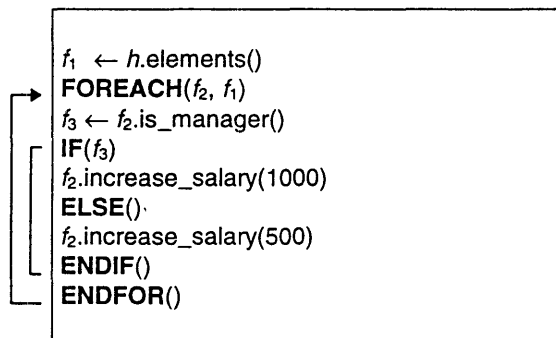 f₁ ← h.elements()
FOREACH(f₂, f₁)
f₃ ← f₂.is_manager()
IF(f₃)
f₂.increase_salary(1000)
ELSE()
f₂.increase_salary(500)
ENDIF()
ENDFOR()